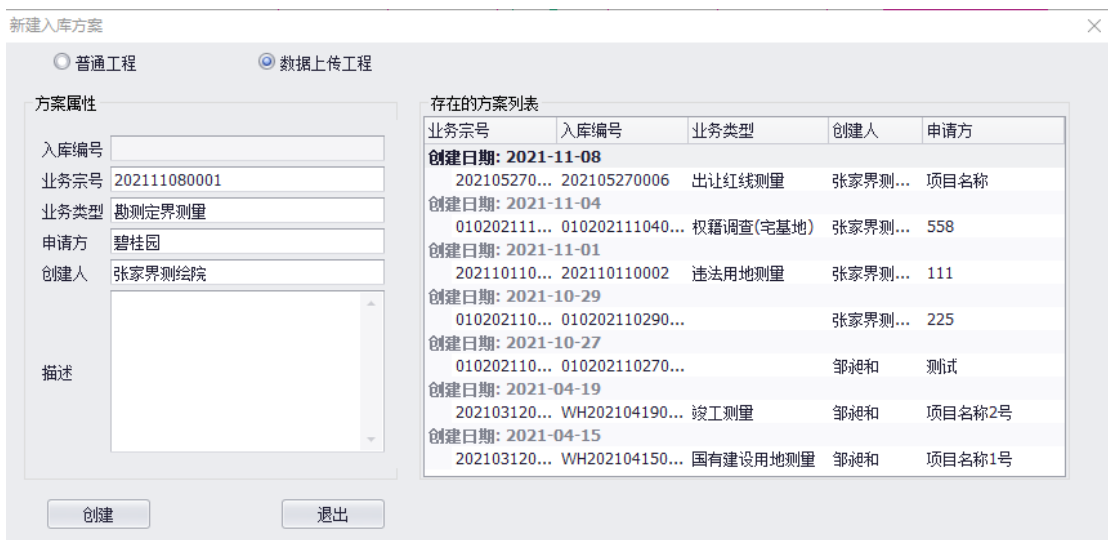 新建入库方案
普通工程 数据上传工程
方案属性
入库编号
业务宗号 202111080001
业务类型 勘测定界测量
申请方 碧桂园
创建人 张家界测绘院
描述
创建 退出
存在的方案列表
业务宗号 入库编号 业务类型 创建人 申请方
创建日期: 2021-11-08
202105270... 202105270006 出让红线测量 张家界测... 项目名称
创建日期: 2021-11-04
010202111... 010202111040... 权籍调查(宅基地) 张家界测... 558
创建日期: 2021-11-01
202110110... 202110110002 违法用地测量 张家界测... 111
创建日期: 2021-10-29
010202110... 010202110290... 张家界测... 225
创建日期: 2021-10-27
010202110... 010202110270... 邹昶和 测试
创建日期: 2021-04-19
202103120... WH202104190... 竣工测量 邹昶和 项目名称2号
创建日期: 2021-04-15
202103120... WH202104150... 国有建设用地测量 邹昶和 项目名称1号